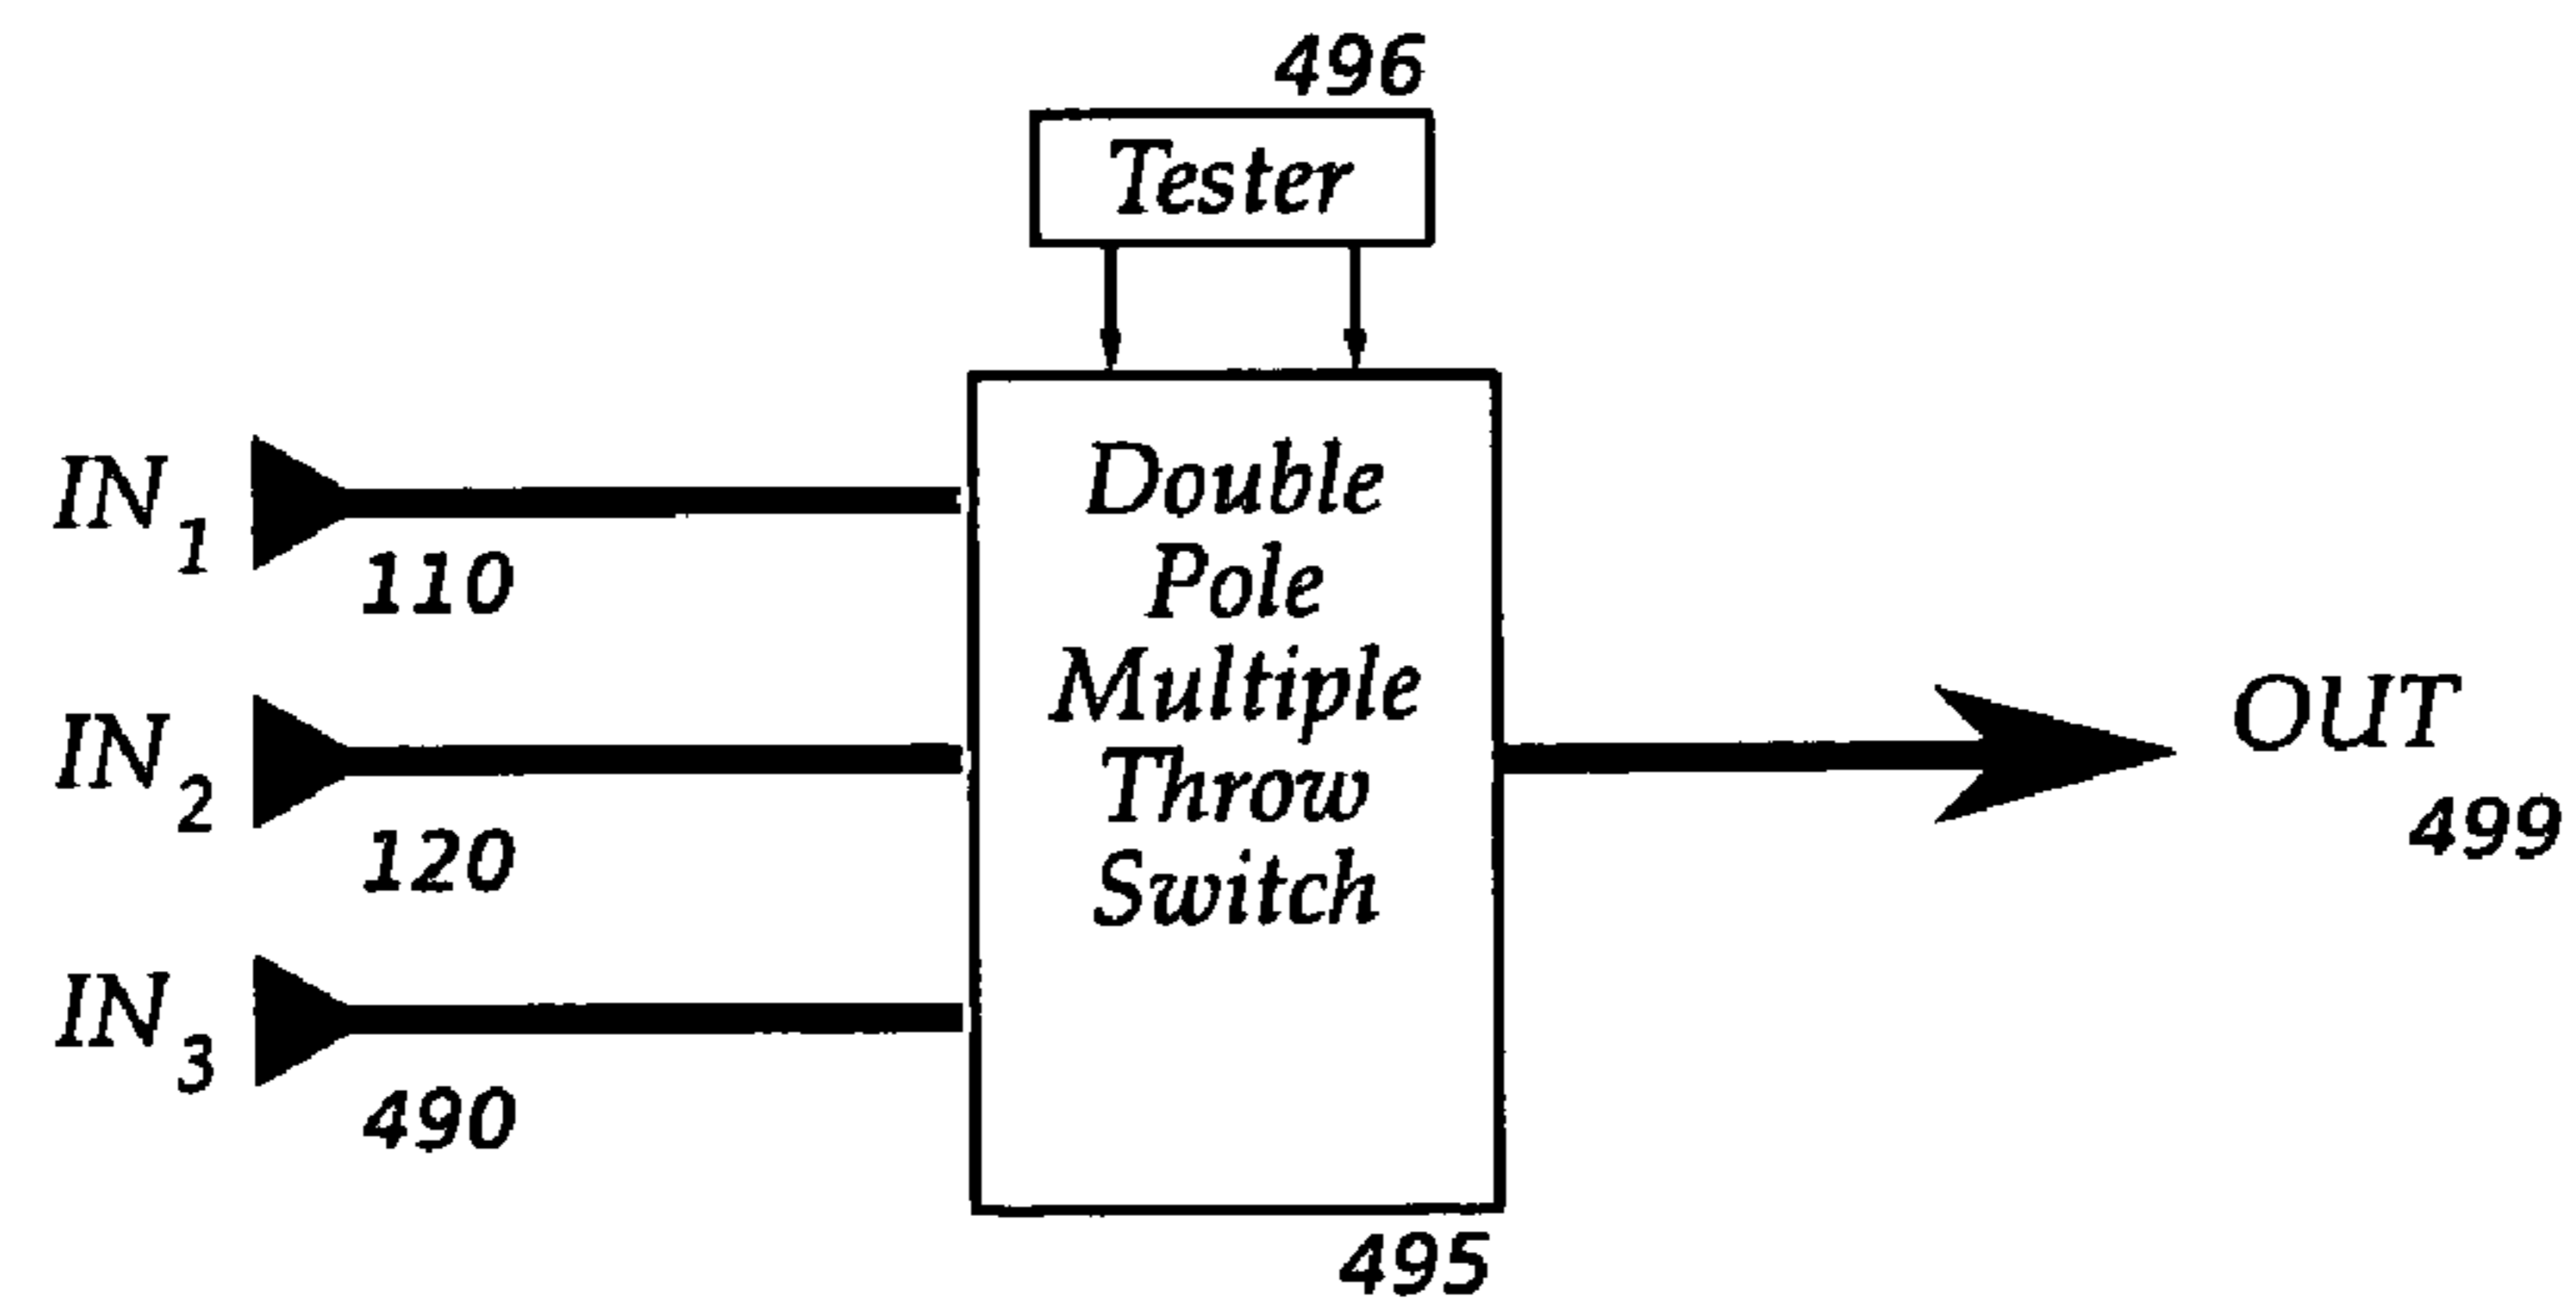 496
Tester
IN1
110
IN2
120
IN3
490
Double
Pole
Multiple
Throw
Switch
495
OUT
499